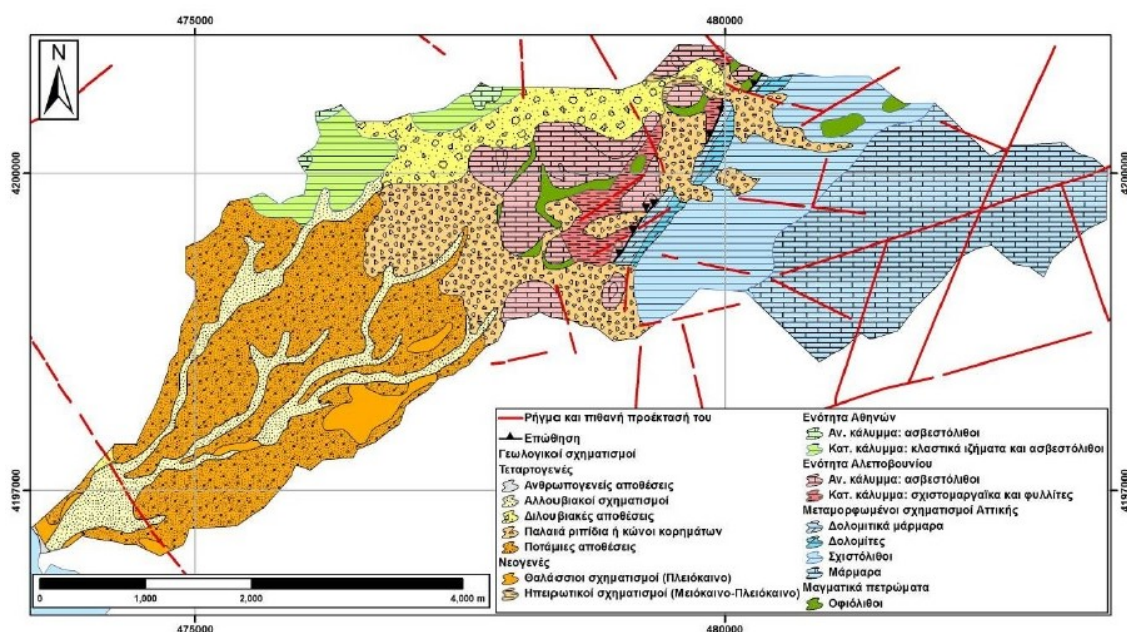 475000
480000
N
4200000
4200000
Ρήγμα και πιθανή προέκτασή του
Επώθηση
Γεωλογικοί σχηματισμοί
Τεταρτογενές
Ανθρωπογενείς αποθέσεις
Αλλουβιακοί σχηματισμοί
Διλουβιακές αποθέσεις
Παλαιά ριπίδια ή κώνοι κορημάτων
Ποτάμιες αποθέσεις
Νεογενές
Θαλάσσιοι σχηματισμοί (Πλειόκαινο)
Ηπειρωτικοί σχηματισμοί (Μειόκαινο-Πλειόκαινο)
Ενότητα Αθηνών
Αν. κάλυμμα: ασβεστόλιθοι
Κατ. κάλυμμα: κλαστικά ιζήματα και ασβεστόλιθοι
Ενότητα Αλεποβουνίου
Αν. κάλυμμα: ασβεστόλιθοι
Κατ. κάλυμμα: σχιστομαργαϊκα και φυλλίτες
Μεταμορφωμένοι σχηματισμοί Αττικής
Δολομιτικά μάρμαρα
Δολομίτες
Σχιστόλιθοι
Μάρμαρα
Μαγματικά πετρώματα
Οφιόλιθοι
4197000
4197000
0 1,000 2,000 4,000 m
475000
480000